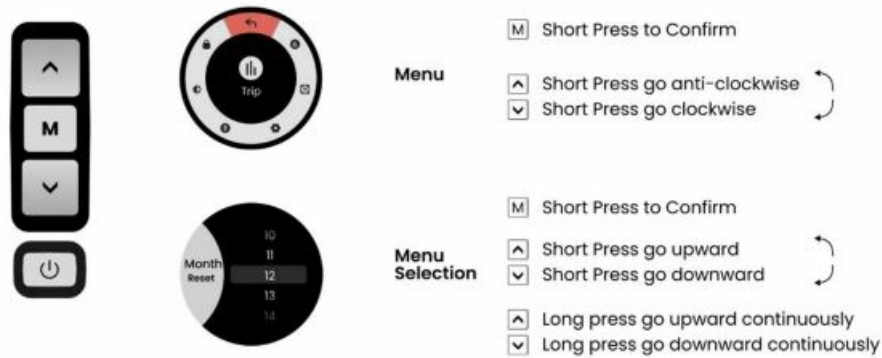 M
Trip
Menu
M Short Press to Confirm
Short Press go anti-clockwise
Short Press go clockwise
Month
Reset
10
11
12
13
14
Menu
Selection
M Short Press to Confirm
Short Press go upward
Short Press go downward
Long press go upward continuously
Long press go downward continuously